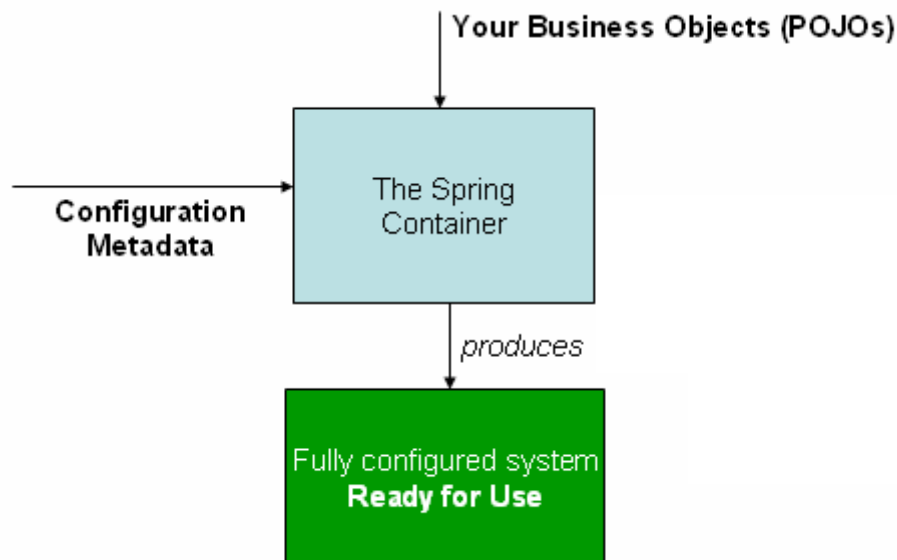 Your Business Objects (POJOs)
The Spring
Container
Configuration
Metadata
produces
Fully configured system
Ready for Use